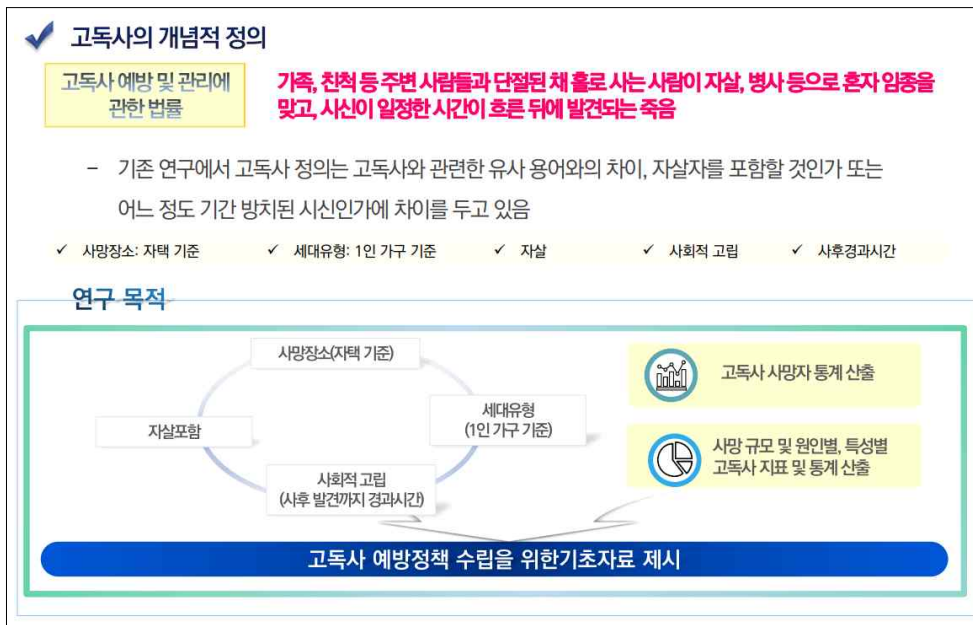 고독사의 개념적 정의
고독사 예방 및 관리에
관한 법률
가족, 친척 등 주변 사람들과 단절된 채 홀로 사는 사람이 자살, 병사 등으로 혼자 임종을
맞고, 시신이 일정한 시간이 흐른 뒤에 발견되는 죽음
- 기존 연구에서 고독사 정의는 고독사와 관련한 유사 용어와의 차이, 자살자를 포함할 것인가 또는
어느 정도 기간 방치된 시신인가에 차이를 두고 있음
✓ 사망장소: 자택 기준 ✓ 세대유형: 1인 가구 기준 ✓ 자살 ✓ 사회적 고립 ✓ 사후경과시간
연구 목적
사망장소(자택 기준)
세대유형
(1인 가구 기준)
자살포함
사회적 고립
(사후 발견까지 경과시간)
고독사 사망자 통계 산출
사망 규모 및 원인별, 특성별
고독사 지표 및 통계 산출
고독사 예방정책 수립을 위한기초자료 제시